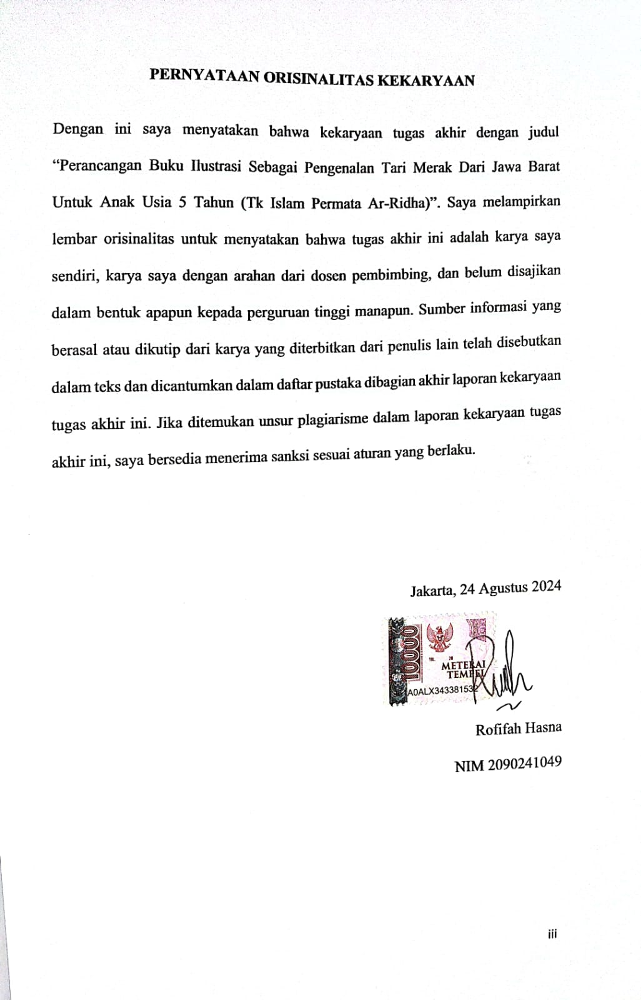 PERNYATAAN ORISINALITAS KEKARYAAN
Dengan ini saya menyatakan bahwa kekaryaan tugas akhir dengan judul
“Perancangan Buku Ilustrasi Sebagai Pengenalan Tari Merak Dari Jawa Barat
Untuk Anak Usia 5 Tahun (Tk Islam Permata Ar-Ridha)”. Saya melampirkan
lembar orisinalitas untuk menyatakan bahwa tugas akhir ini adalah karya saya
sendiri, karya saya dengan arahan dari dosen pembimbing, dan belum disajikan
dalam bentuk apapun kepada perguruan tinggi manapun. Sumber informasi yang
berasal atau dikutip dari karya yang diterbitkan dari penulis lain telah disebutkan
dalam teks dan dicantumkan dalam daftar pustaka dibagian akhir laporan kekaryaan
tugas akhir ini. Jika ditemukan unsur plagiarisme dalam laporan kekaryaan tugas
akhir ini, saya bersedia menerima sanksi sesuai aturan yang berlaku.
Jakarta, 24 Agustus 2024
10000
TGL. 20
METERAI
TEMPEL
A0ALX343381532
Rofifah Hasna
NIM 2090241049
iii